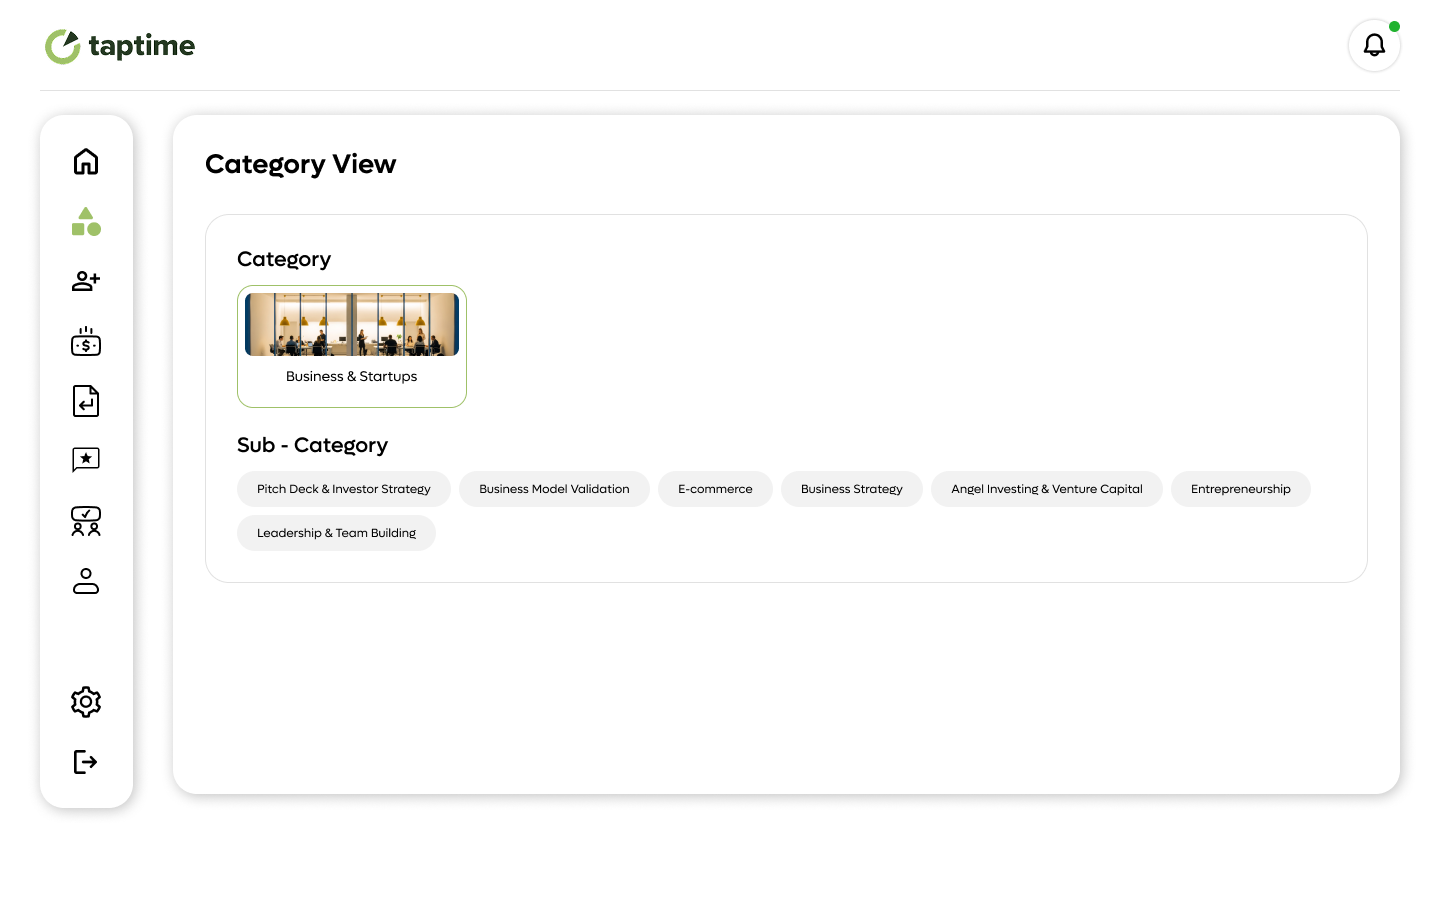 taptime
Category View
Category
Business & Startups
Sub - Category
Pitch Deck & Investor Strategy
Business Model Validation
E-commerce
Business Strategy
Angel Investing & Venture Capital
Entrepreneurship
Leadership & Team Building